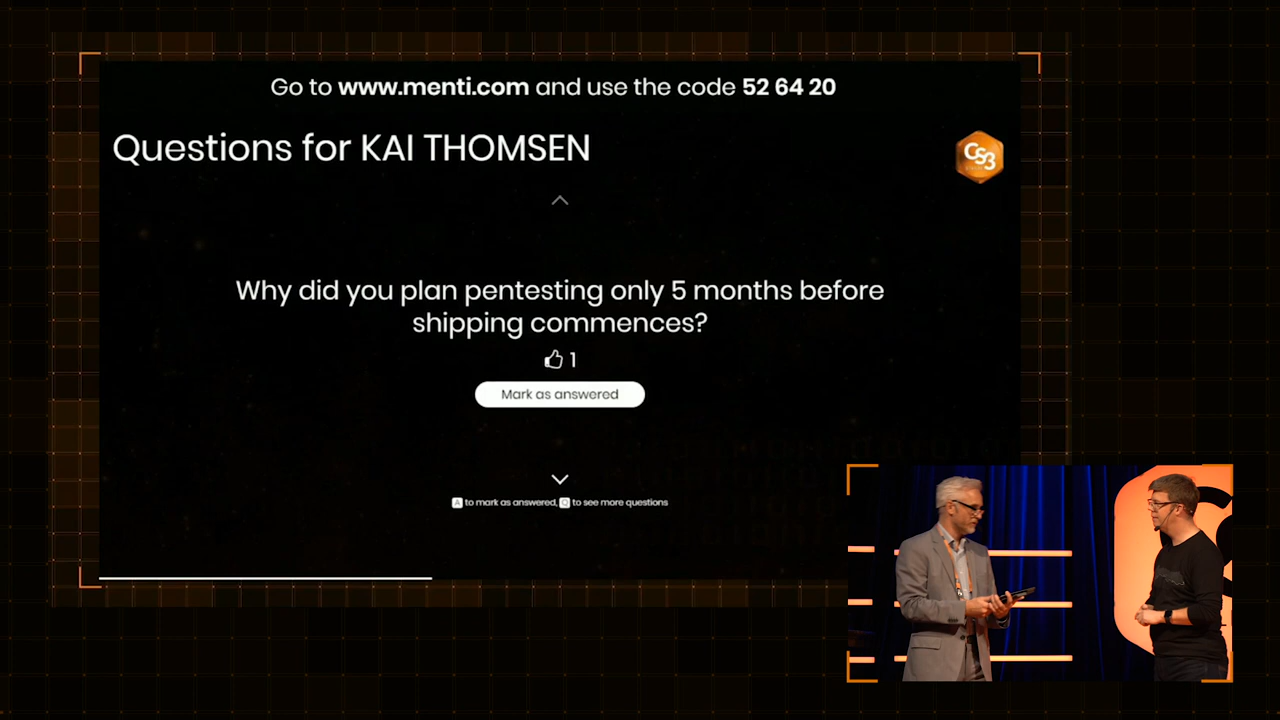 Go to www.menti.com and use the code 52 64 20
Questions for KAI THOMSEN
CS3
Why did you plan pentesting only 5 months before
shipping commences?
1
Mark as answered
A to mark as answered, Q to see more questions